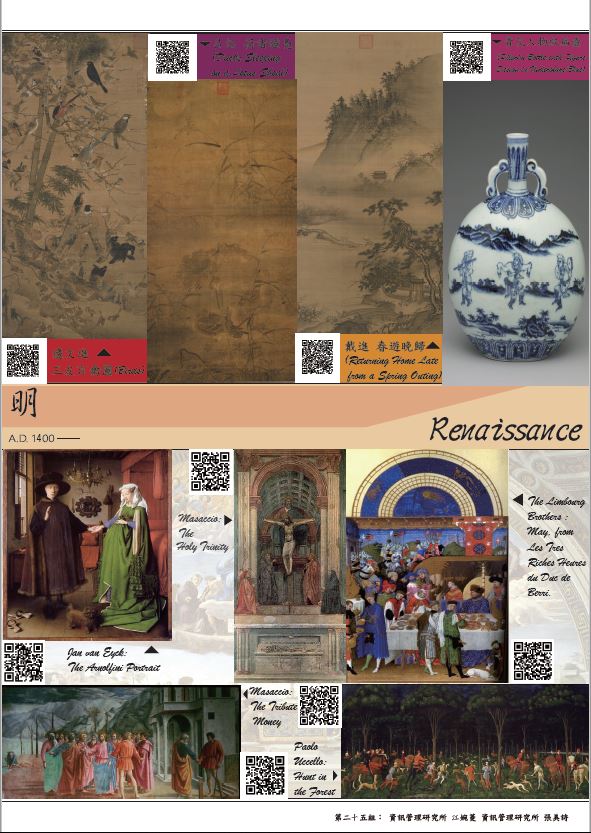 邊文進
三友百禽圖(Birds)
戴進 春遊晚歸
(Returning Home Late
from a Spring Outing)
明
A.D. 1400
Renaissance
Jan van Eyck:
The Arnolfini Portrait
Masaccio:
The
Holy Trinity
The Limbourg
Brothers :
May, from
Les Tres
Riches Heures
du Duc de
Berri.
Masaccio:
The Tribute
Money
Paolo
Uccello:
Hunt in
the Forest
第二十五組： 資訊管理研究所 江婉菱 資訊管理研究所 張美詩